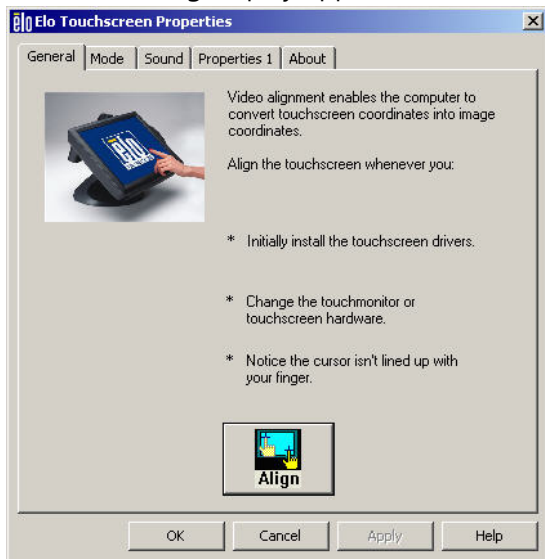 elo Elo Touchscreen Properties
General Mode Sound Properties 1 About
Video alignment enables the computer to
convert touchscreen coordinates into image
coordinates.
Align the touchscreen whenever you:
* Initially install the touchscreen drivers.
* Change the touchmonitor or
touchscreen hardware.
* Notice the cursor isn't lined up with
your finger.
elo
Align
OK Cancel Apply Help